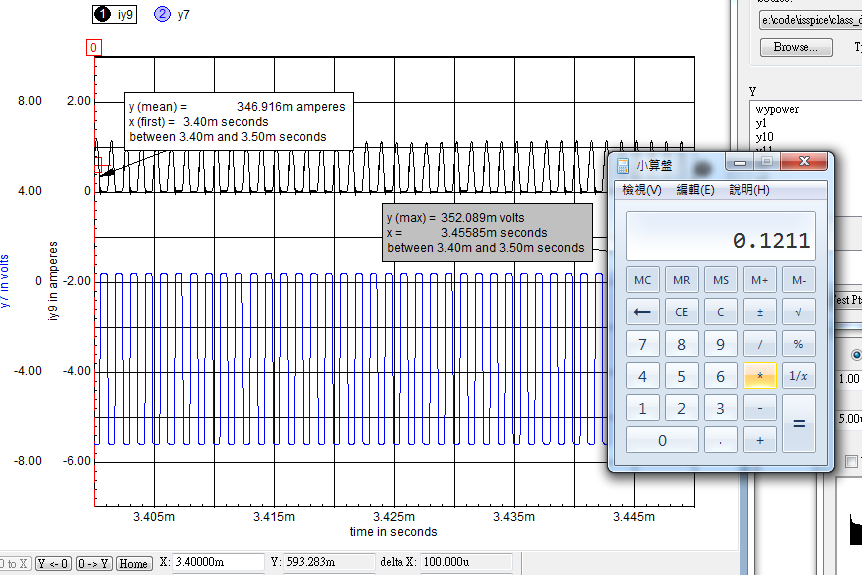 1 iy9 2 y7
0
8.00 2.00
4.00 0
0 -2.00
-4.00 -4.00
-8.00 -6.00
y7 in volts
iy9 in amperes
y (mean) = 346.916m amperes
x (first) = 3.40m seconds
between 3.40m and 3.50m seconds
y (max) = 352.089m volts
x = 3.45585m seconds
between 3.40m and 3.50m seconds
3.405m 3.415m 3.425m 3.435m 3.445m
time in seconds
0 to X Y <- 0 0 -> Y Home X: 3.40000m Y: 593.283m delta X: 100.000u
e:\code\isspice\class_d
Browse...
Y
wypower
y1
y10
y11
小算盤
檢視(V) 編輯(E) 說明(H)
0.1211
MC MR MS M+ M-
← CE C ± √
7 8 9 / %
4 5 6 * 1/x
1 2 3 - =
0 . +
est Pt
1.00
5.00u